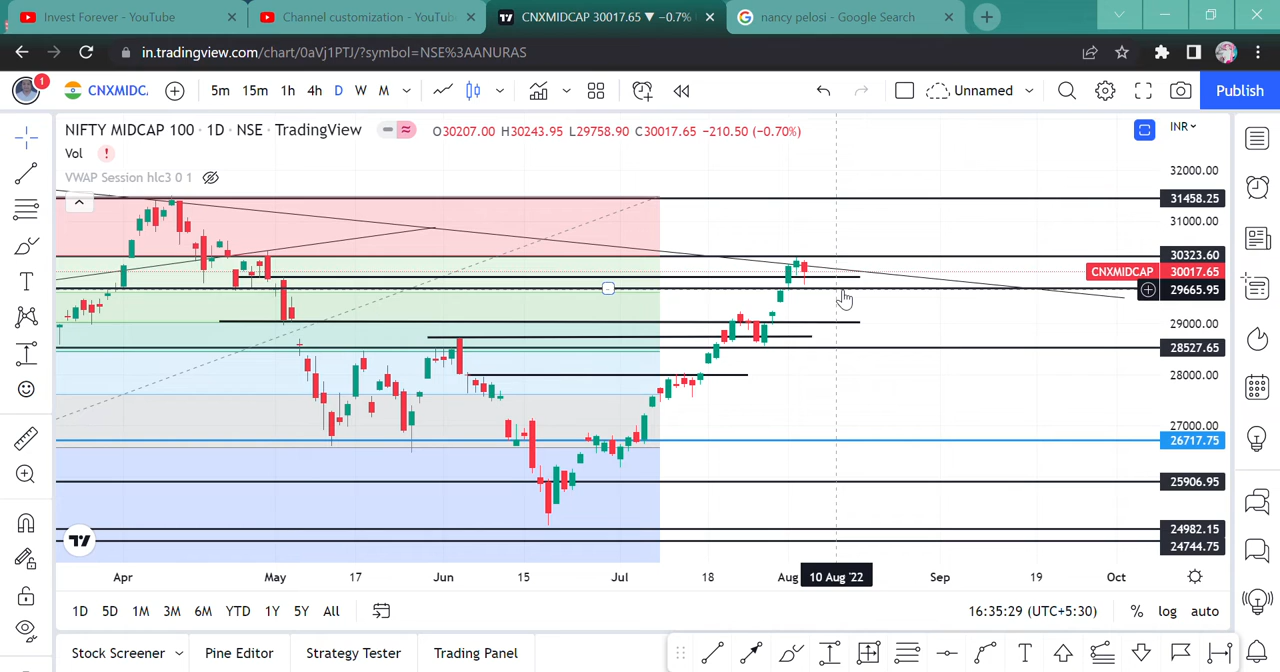 Invest Forever - YouTube
Channel customization - YouTub
CNXMIDCAP 30017.65 ▼ −0.7%
nancy pelosi - Google Search
in.tradingview.com/chart/0aVj1PTJ/?symbol=NSE%3AANURAS
1
CNXMIDC.
5m 15m 1h 4h D W M
Unnamed
Publish
NIFTY MIDCAP 100 · 1D · NSE · TradingView
O30207.00 H30243.95 L29758.90 C30017.65 −210.50 (−0.70%)
INR
Vol
VWAP Session hlc3 0 1
32000.00
31458.25
31000.00
30323.60
CNXMIDCAP 30017.65
29665.95
29000.00
28527.65
28000.00
27000.00
26717.75
25906.95
24982.15
24744.75
Apr May 17 Jun 15 Jul 18 Aug 10 Aug '22 Sep 19 Oct
1D 5D 1M 3M 6M YTD 1Y 5Y All
16:35:29 (UTC+5:30)
% log auto
Stock Screener
Pine Editor
Strategy Tester
Trading Panel